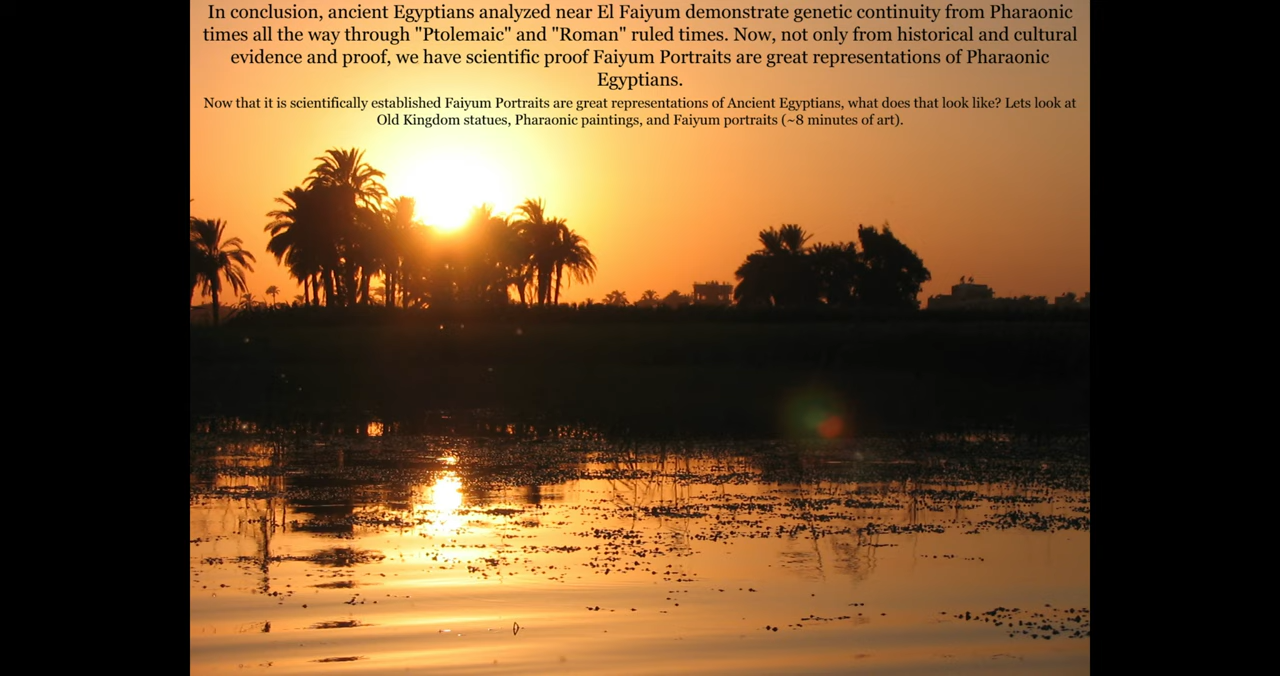 In conclusion, ancient Egyptians analyzed near El Faiyum demonstrate genetic continuity from Pharaonic
times all the way through "Ptolemaic" and "Roman" ruled times. Now, not only from historical and cultural
evidence and proof, we have scientific proof Faiyum Portraits are great representations of Pharaonic
Egyptians.
Now that it is scientifically established Faiyum Portraits are great representations of Ancient Egyptians, what does that look like? Lets look at
Old Kingdom statues, Pharaonic paintings, and Faiyum portraits (~8 minutes of art).